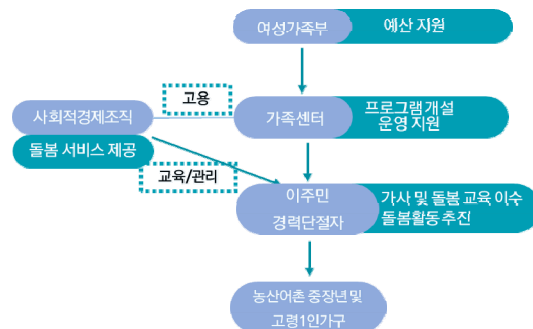 여성가족부
예산 지원
고용
사회적경제조직
가족센터
프로그램 개설
운영 지원
돌봄 서비스 제공
교육/관리
이주민
경력단절자
가사 및 돌봄 교육 이수
돌봄활동 추진
농산어촌 중장년 및
고령1인가구